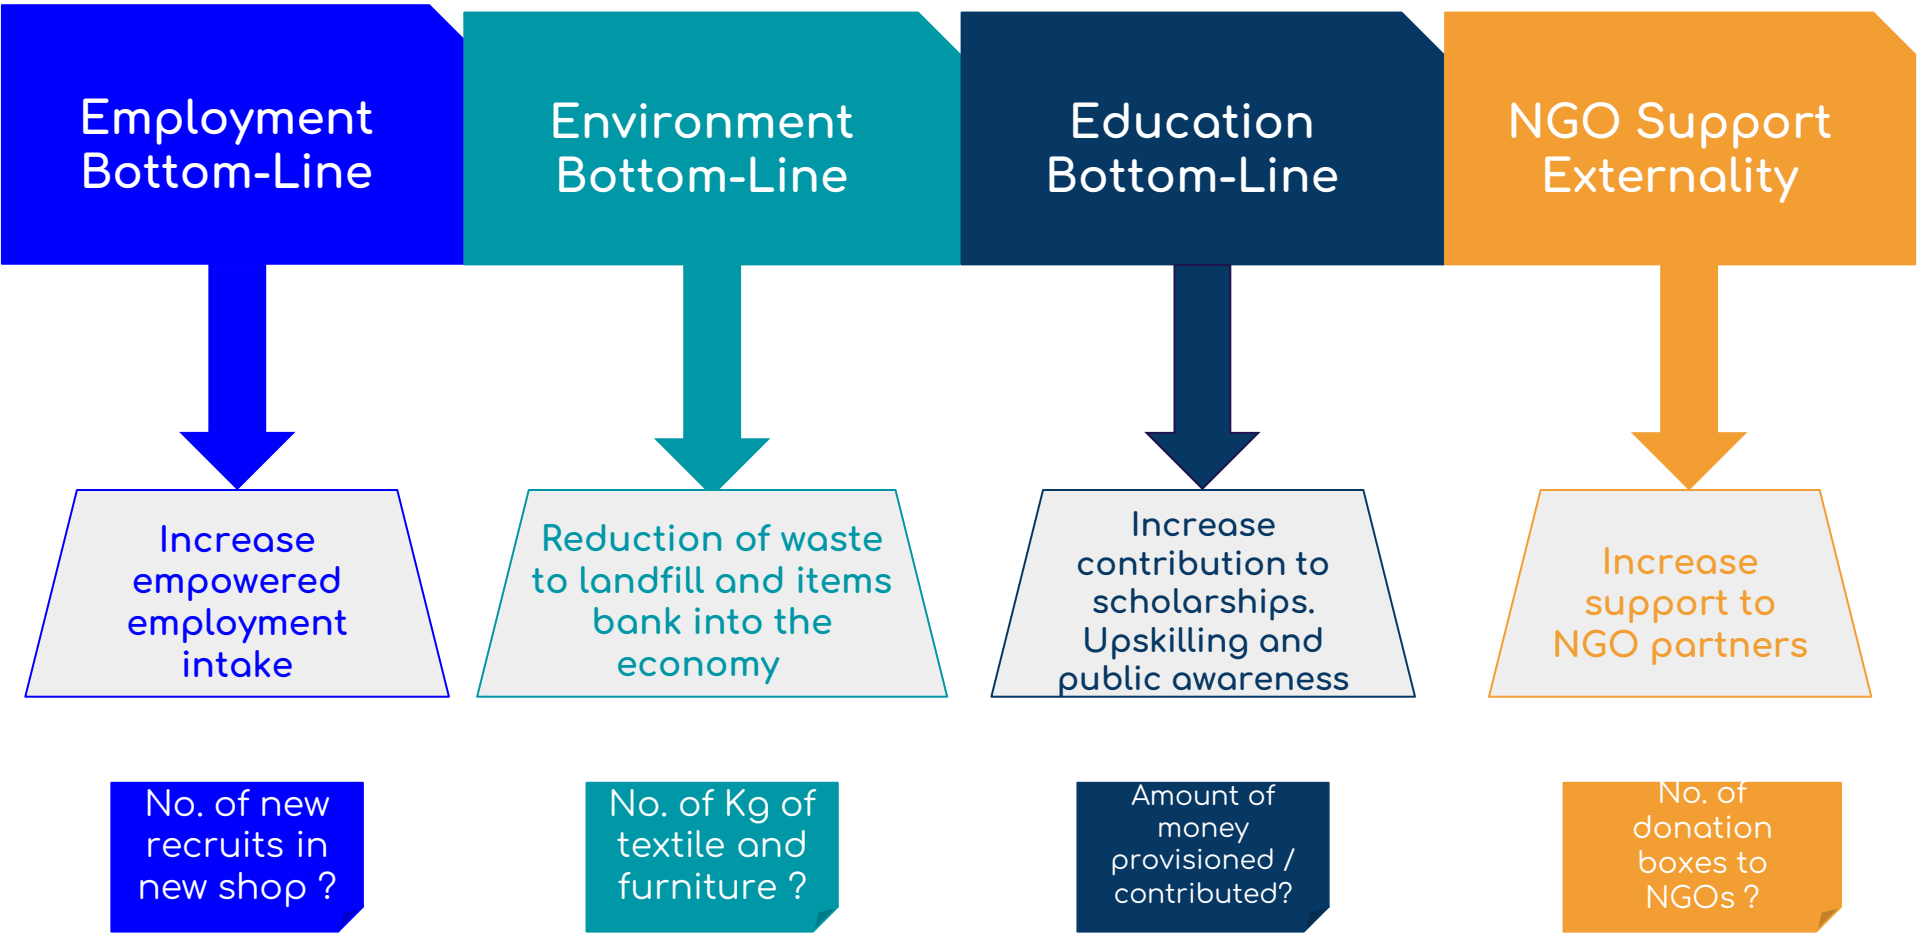 Employment
Bottom-Line
Environment
Bottom-Line
Education
Bottom-Line
NGO Support
Externality
Increase
empowered
employment
intake
Reduction of waste
to landfill and items
bank into the
economy
Increase
contribution to
scholarships.
Upskilling and
public awareness
Increase
support to
NGO partners
No. of new
recruits in
new shop ?
No. of Kg of
textile and
furniture ?
Amount of
money
provisioned /
contributed?
No. of
donation
boxes to
NGOs ?